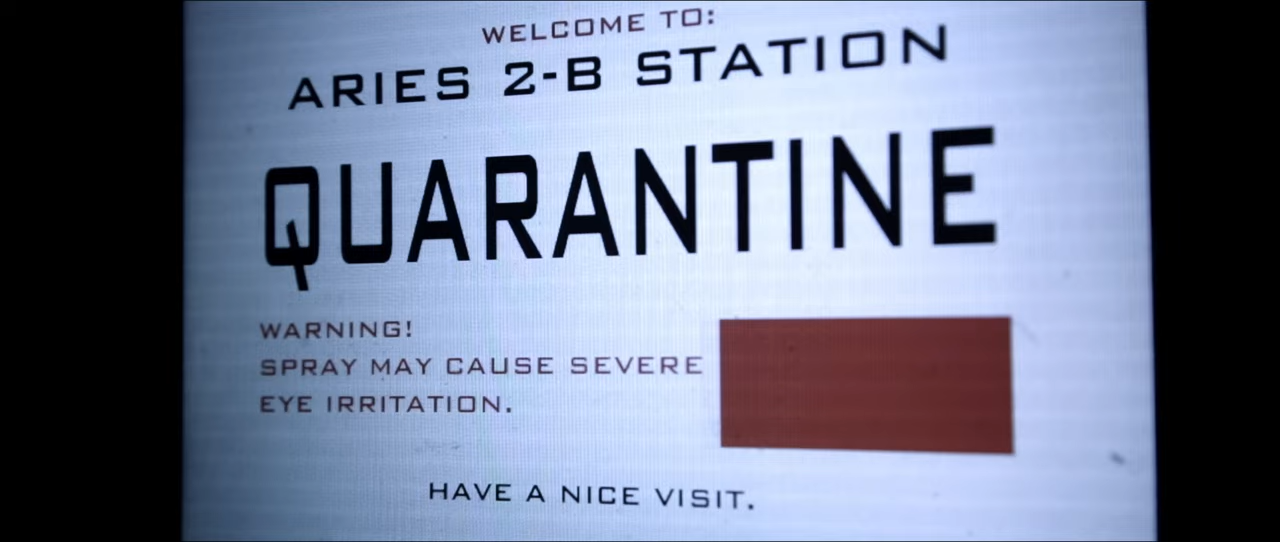 WELCOME TO:
ARIES 2-B STATION
QUARANTINE
WARNING!
SPRAY MAY CAUSE SEVERE
EYE IRRITATION.
HAVE A NICE VISIT.